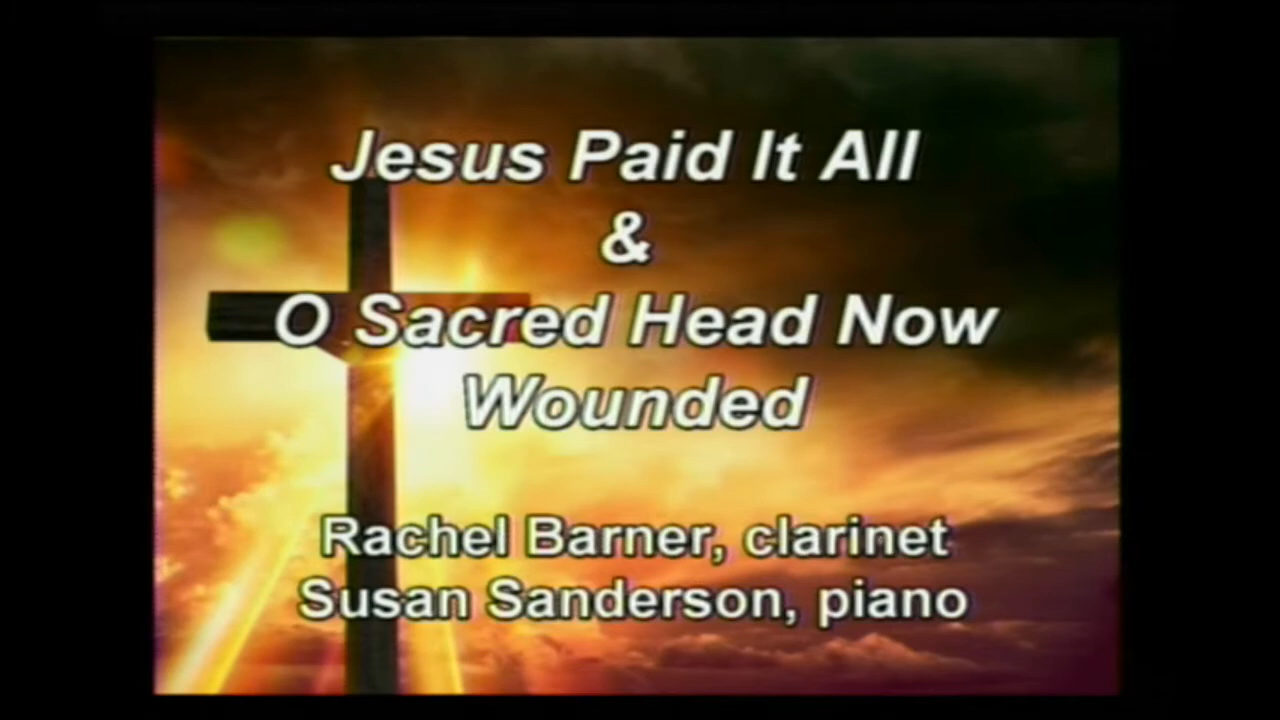 Jesus Paid It All
&
O Sacred Head Now
Wounded
Rachel Barner, clarinet
Susan Sanderson, piano